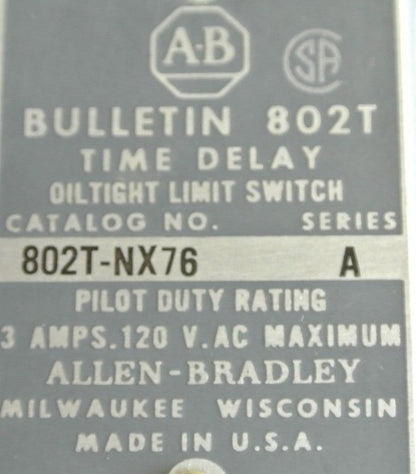 A-B SA
BULLETIN 802T
TIME DELAY
OILTIGHT LIMIT SWITCH
CATALOG NO. SERIES
802T-NX76 A
PILOT DUTY RATING
3 AMPS.120 V.AC MAXIMUM
ALLEN-BRADLEY
MILWAUKEE WISCONSIN
MADE IN U.S.A.